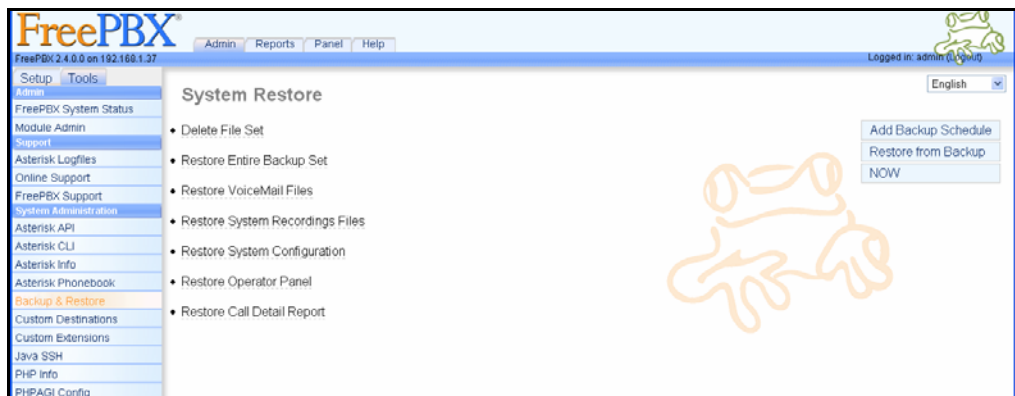 FreePBX®
Admin Reports Panel Help
FreePBX 2.4.0.0 on 192.168.1.37
Logged in: admin (Logout)
Setup Tools
English
Admin
FreePBX System Status
Module Admin
Support
Asterisk Logfiles
Online Support
FreePBX Support
System Administration
Asterisk API
Asterisk CLI
Asterisk Info
Asterisk Phonebook
Backup & Restore
Custom Destinations
Custom Extensions
Java SSH
PHP Info
PHPAGI Config
System Restore
• Delete File Set
• Restore Entire Backup Set
• Restore VoiceMail Files
• Restore System Recordings Files
• Restore System Configuration
• Restore Operator Panel
• Restore Call Detail Report
Add Backup Schedule
Restore from Backup
NOW